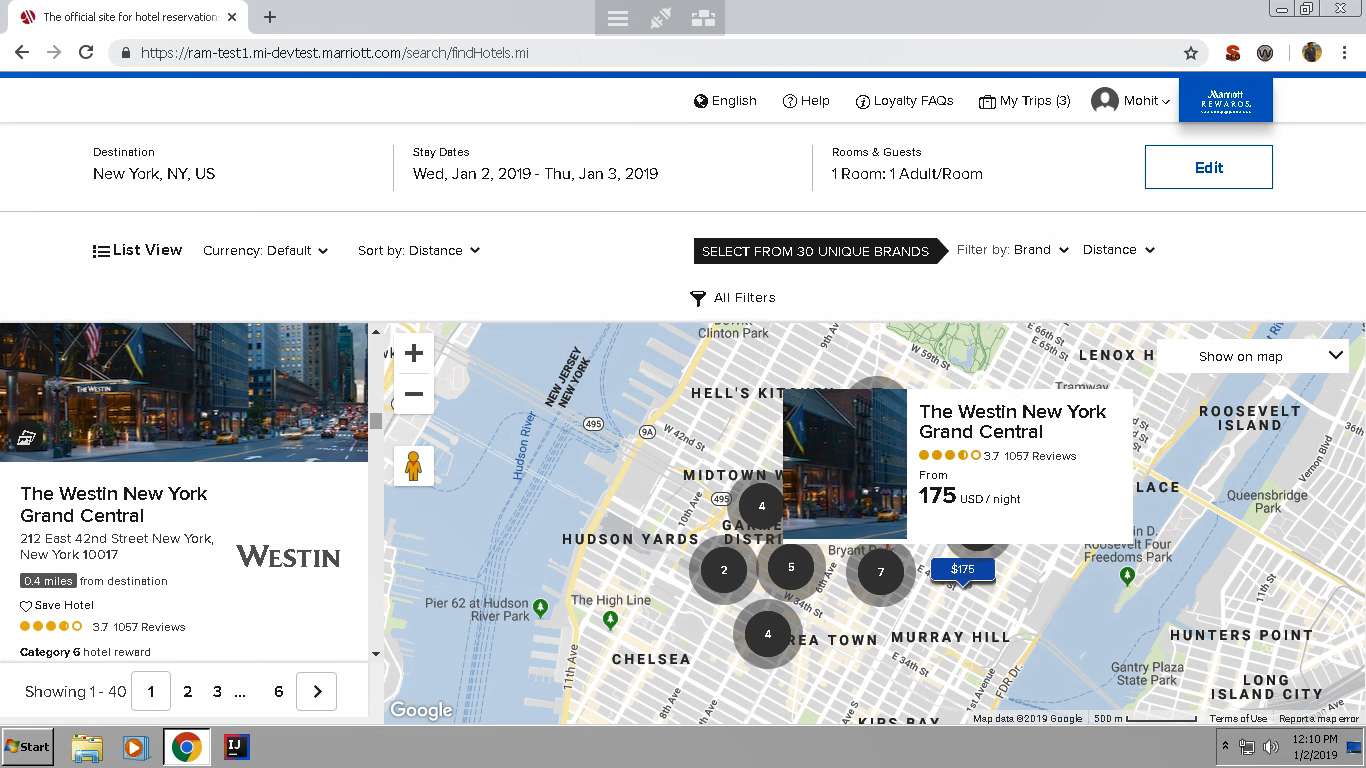 The official site for hotel reservation
https://ram-test1.mi-devtest.marriott.com/search/findHotels.mi
English
Help
Loyalty FAQs
My Trips (3)
Mohit
Marriott
REWARDS.
Destination
New York, NY, US
Stay Dates
Wed, Jan 2, 2019 - Thu, Jan 3, 2019
Rooms & Guests
1 Room: 1 Adult/Room
Edit
List View
Currency: Default
Sort by: Distance
SELECT FROM 30 UNIQUE BRANDS
Filter by: Brand
Distance
All Filters
THE WESTIN
The Westin New York
Grand Central
212 East 42nd Street New York,
New York 10017
WESTIN
0.4 miles from destination
Save Hotel
3.7 1057 Reviews
Category 6 hotel reward
Showing 1 - 40
1
2
3
...
6
+
−
Clinton Park
9th Ave
W 59th St
E 66th St
E 65th St
LENOX H
Show on map
NEW JERSEY
NEW YORK
HELL'S KITCHEN
Tramway
ROOSEVELT
ISLAND
36th
495
9A
W 42nd St
Hudson River
The Westin New York
Grand Central
3.7 1057 Reviews
From
175 USD / night
Vernon Blvd
MIDTOWN W
495
10th Ave
4
LACE
Queensbridge
Park
HUDSON YARDS
in D.
Roosevelt Four
Freedoms Park
2
5
6th Ave
7
$175
W 34th St
11th St
Pier 62 at Hudson
River Park
The High Line
4
REA TOWN
MURRAY HILL
HUNTERS POINT
CHELSEA
11th Ave
E 34th St
Gantry Plaza
State Park
8th Ave
FDR Dr.
1st Avenue
LONG
ISLAND CITY
KIPS BAY
Google
Map data ©2019 Google
500 m
Terms of Use
Report a map error
Start
IJ
12:10 PM
1/2/2019